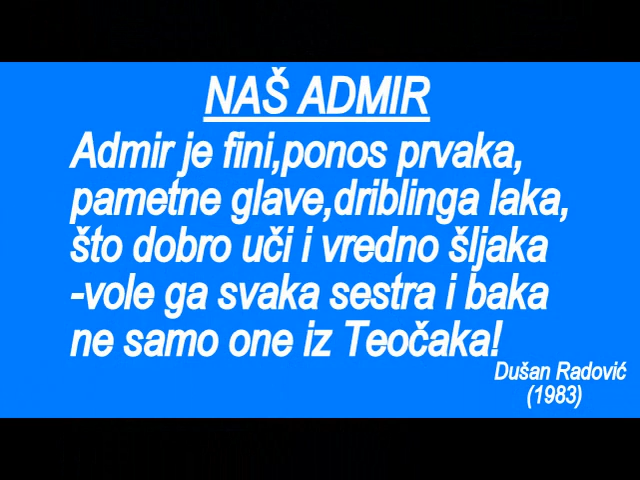 NAŠ ADMIR
Admir je fini,ponos prvaka,
pametne glave,driblinga laka,
što dobro uči i vredno šljaka
-vole ga svaka sestra i baka
ne samo one iz Teočaka!
Dušan Radović
(1983)